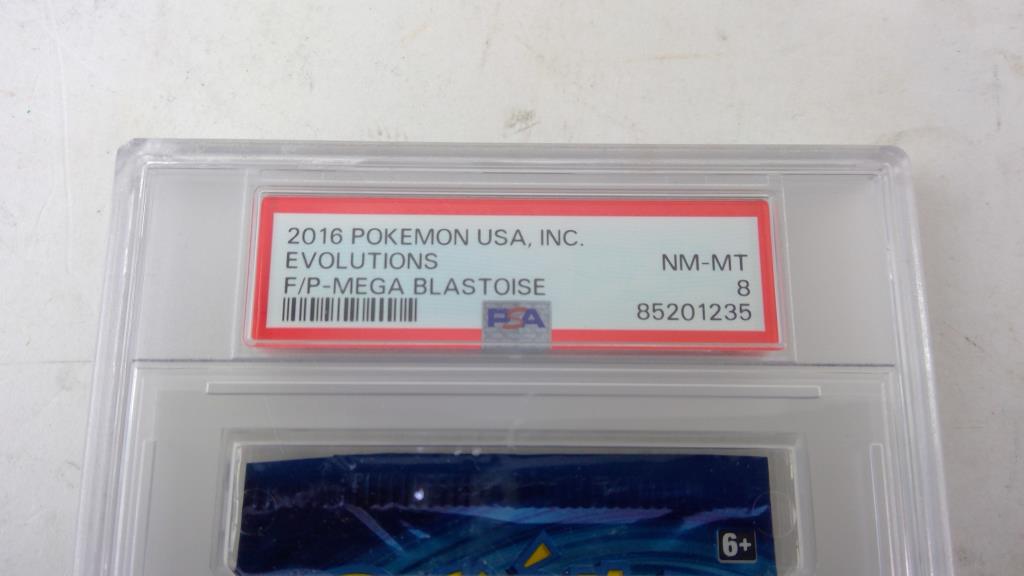 2016 POKEMON USA, INC.
EVOLUTIONS NM-MT
F/P-MEGA BLASTOISE 8
PSA 85201235
6+